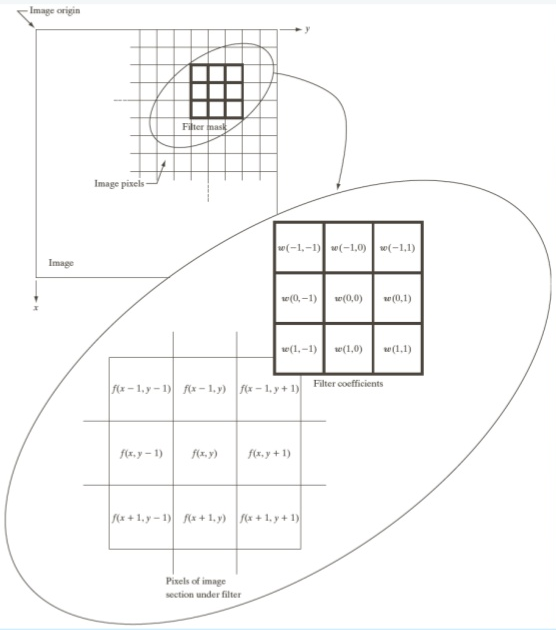 Image origin
y
Filter mask
Image pixels
Image
x
w(−1,−1) w(−1,0) w(−1,1)
w(0,−1) w(0,0) w(0,1)
w(1,−1) w(1,0) w(1,1)
Filter coefficients
f(x − 1, y − 1) f(x − 1, y) f(x − 1, y + 1)
f(x, y − 1) f(x, y) f(x, y + 1)
f(x + 1, y − 1) f(x + 1, y) f(x + 1, y + 1)
Pixels of image
section under filter